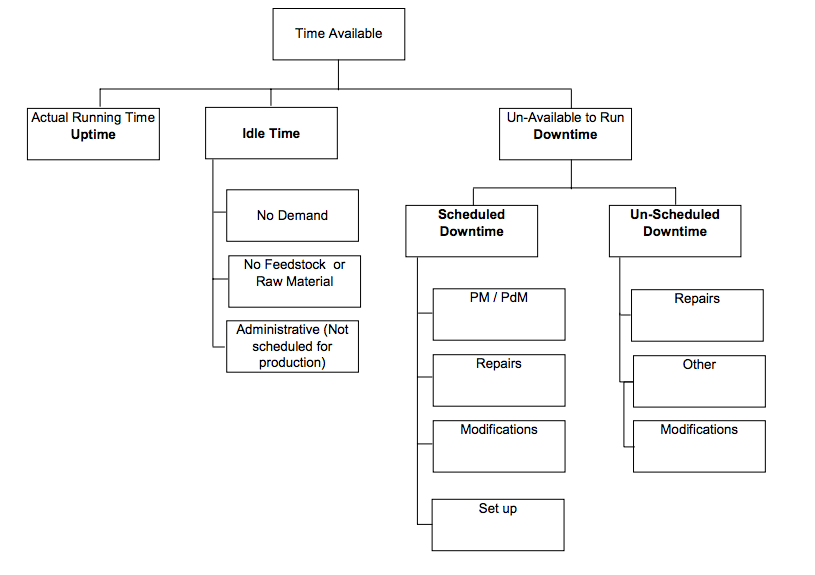 Time Available
Actual Running Time
Uptime
Idle Time
Un-Available to Run
Downtime
No Demand
No Feedstock or
Raw Material
Administrative (Not
scheduled for
production)
Scheduled
Downtime
PM / PdM
Repairs
Modifications
Set up
Un-Scheduled
Downtime
Repairs
Other
Modifications